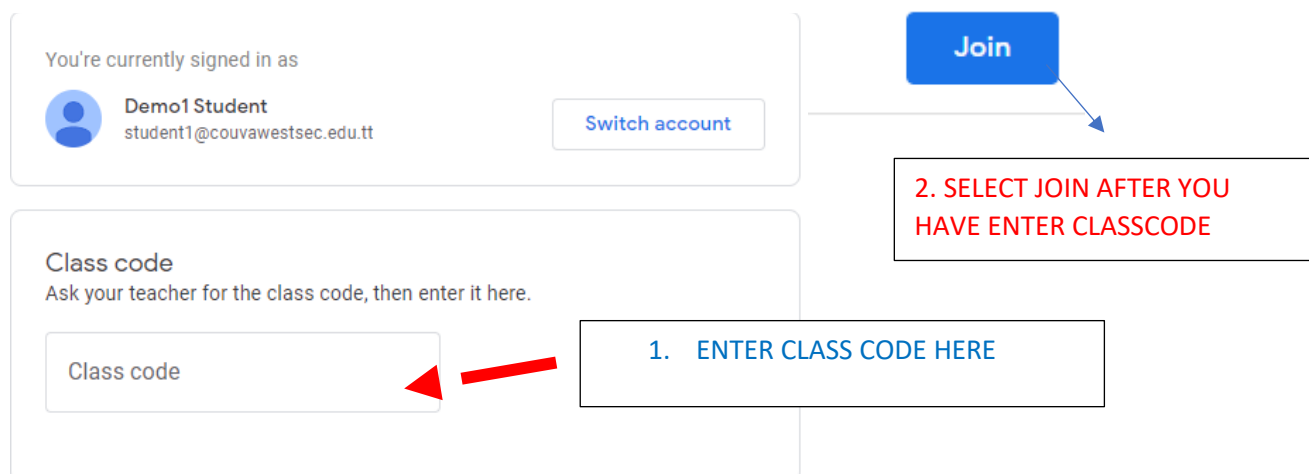 You're currently signed in as
Demo1 Student
student1@couvawestsec.edu.tt
Switch account
Join
2. SELECT JOIN AFTER YOU
HAVE ENTER CLASSCODE
Class code
Ask your teacher for the class code, then enter it here.
Class code
1. ENTER CLASS CODE HERE